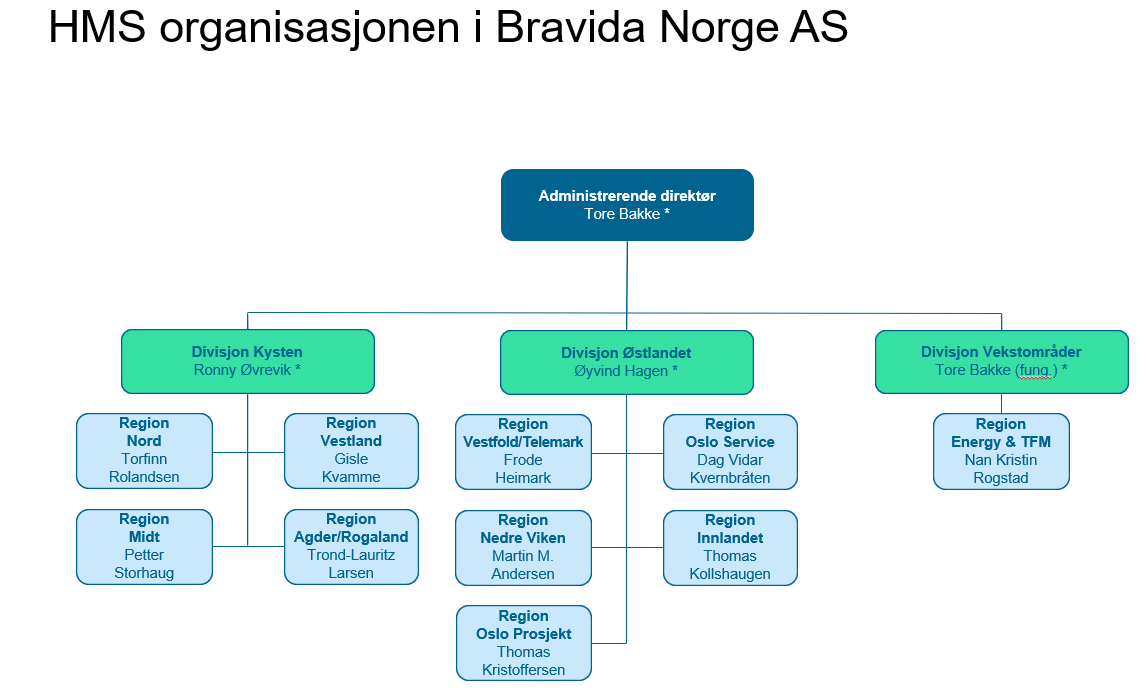 HMS organisasjonen i Bravida Norge AS
Administrerende direktør
Tore Bakke *
Divisjon Kysten
Ronny Øvrevik *
Divisjon Østlandet
Øyvind Hagen *
Divisjon Vekstområder
Tore Bakke (fung.) *
Region
Nord
Torfinn
Rolandsen
Region
Vestland
Gisle
Kvamme
Region
Vestfold/Telemark
Frode
Heimark
Region
Oslo Service
Dag Vidar
Kvernbråten
Region
Energy & TFM
Nan Kristin
Rogstad
Region
Midt
Petter
Storhaug
Region
Agder/Rogaland
Trond-Lauritz
Larsen
Region
Nedre Viken
Martin M.
Andersen
Region
Innlandet
Thomas
Kollshaugen
Region
Oslo Prosjekt
Thomas
Kristoffersen